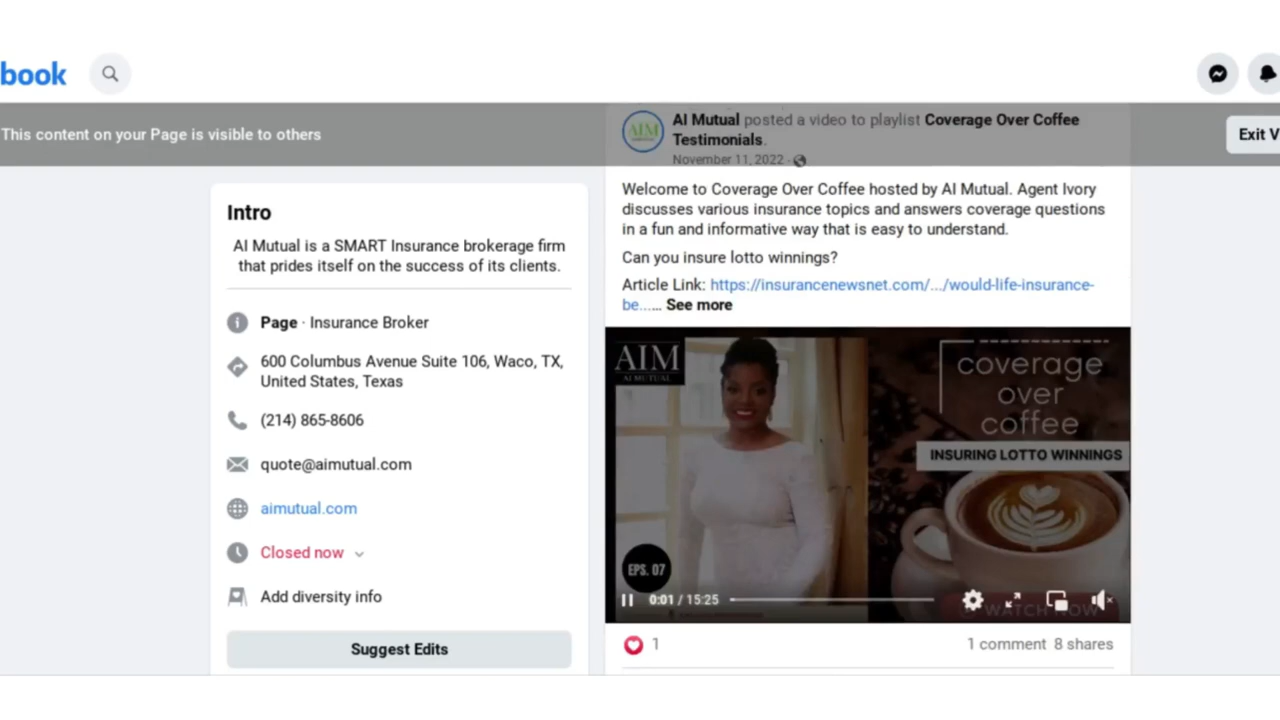 book
This content on your Page is visible to others
Exit V
AI Mutual posted a video to playlist Coverage Over Coffee
Testimonials.
November 11, 2022 ·
Intro
AI Mutual is a SMART Insurance brokerage firm
that prides itself on the success of its clients.
Page · Insurance Broker
600 Columbus Avenue Suite 106, Waco, TX,
United States, Texas
(214) 865-8606
quote@aimutual.com
aimutual.com
Closed now
Add diversity info
Suggest Edits
Welcome to Coverage Over Coffee hosted by AI Mutual. Agent Ivory
discusses various insurance topics and answers coverage questions
in a fun and informative way that is easy to understand.
Can you insure lotto winnings?
Article Link: https://insurancenewsnet.com/.../would-life-insurance-
be...… See more
AIM
AI MUTUAL
coverage
over
coffee
INSURING LOTTO WINNINGS
EPS. 07
0:01 / 15:25
WATCH NOW
1
1 comment 8 shares